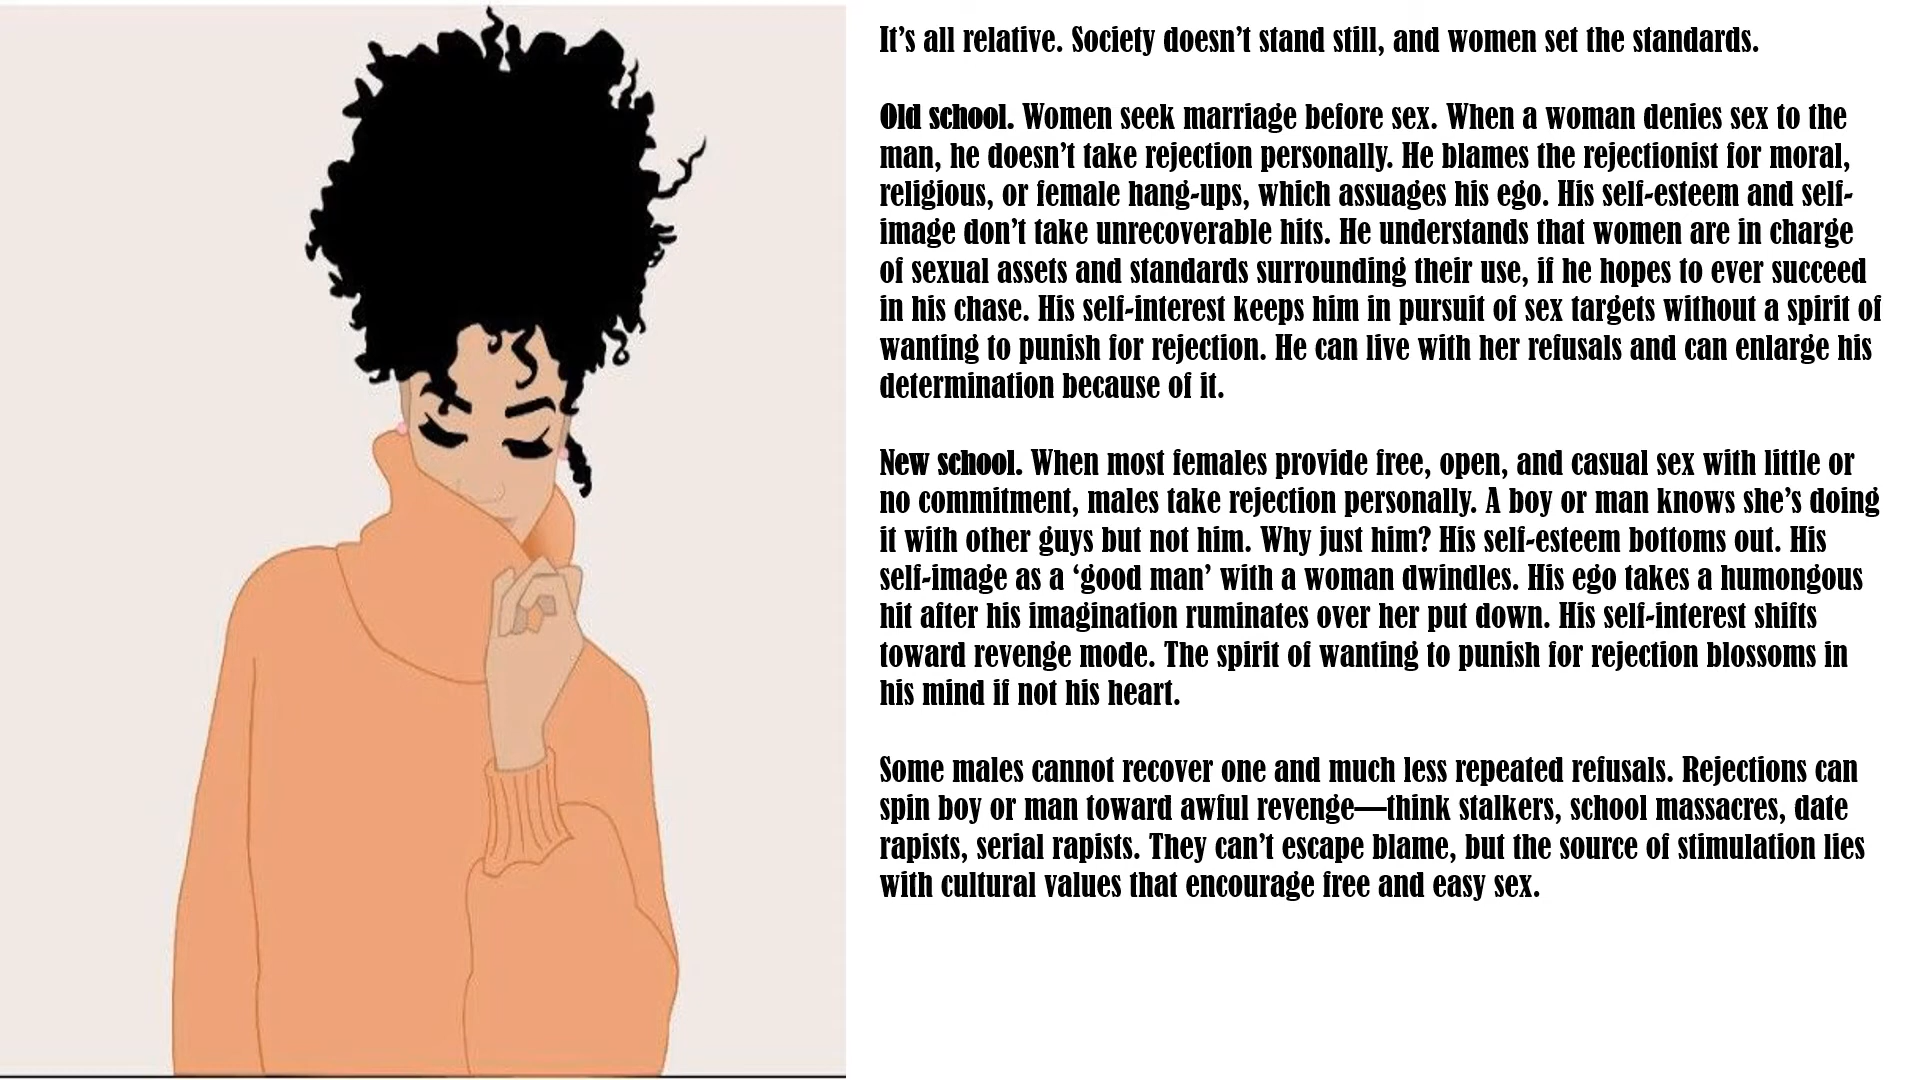 It’s all relative. Society doesn’t stand still, and women set the standards.
Old school. Women seek marriage before sex. When a woman denies sex to the
man, he doesn’t take rejection personally. He blames the rejectionist for moral,
religious, or female hang-ups, which assuages his ego. His self-esteem and self-
image don’t take unrecoverable hits. He understands that women are in charge
of sexual assets and standards surrounding their use, if he hopes to ever succeed
in his chase. His self-interest keeps him in pursuit of sex targets without a spirit of
wanting to punish for rejection. He can live with her refusals and can enlarge his
determination because of it.
New school. When most females provide free, open, and casual sex with little or
no commitment, males take rejection personally. A boy or man knows she’s doing
it with other guys but not him. Why just him? His self-esteem bottoms out. His
self-image as a ‘good man’ with a woman dwindles. His ego takes a humongous
hit after his imagination ruminates over her put down. His self-interest shifts
toward revenge mode. The spirit of wanting to punish for rejection blossoms in
his mind if not his heart.
Some males cannot recover one and much less repeated refusals. Rejections can
spin boy or man toward awful revenge—think stalkers, school massacres, date
rapists, serial rapists. They can’t escape blame, but the source of stimulation lies
with cultural values that encourage free and easy sex.